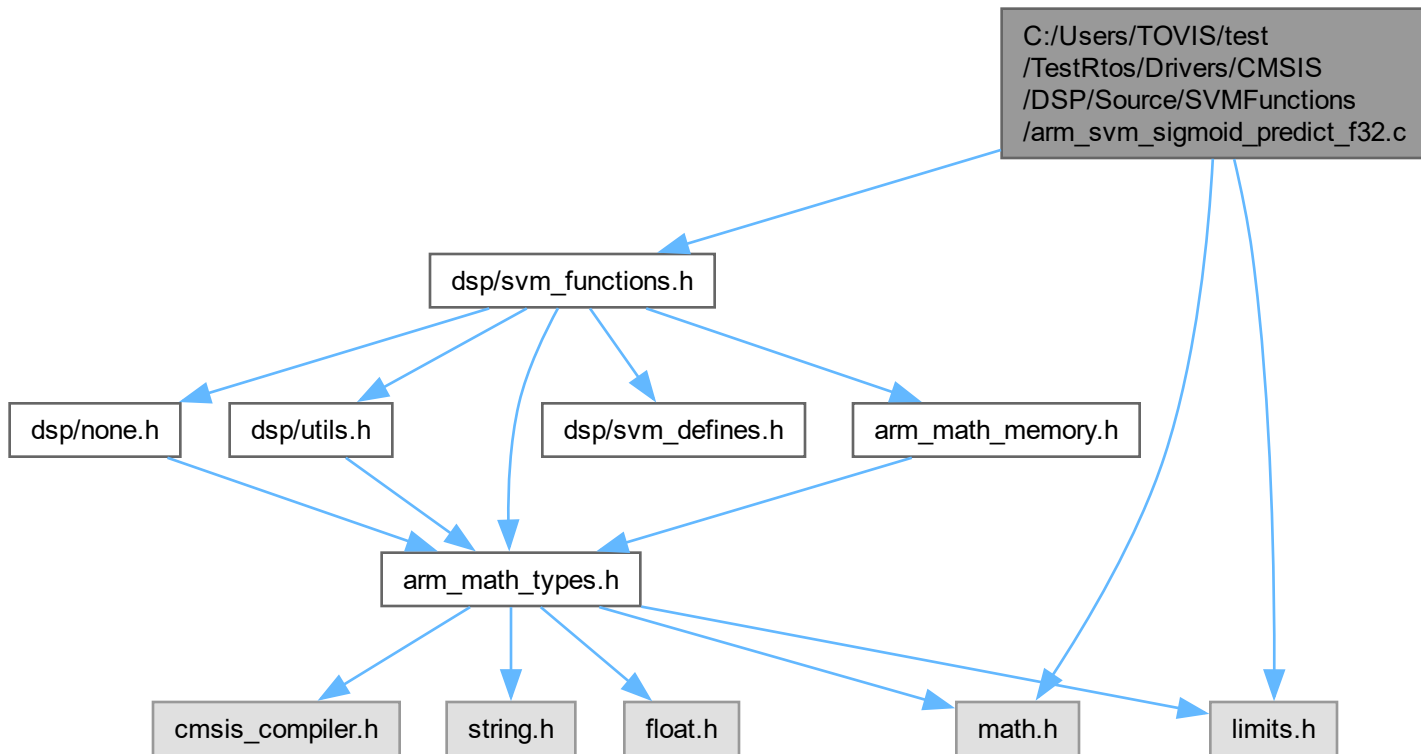 C:/Users/TOVIS/test
/TestRtos/Drivers/CMSIS
/DSP/Source/SVMFunctions
/arm_svm_sigmoid_predict_f32.c
dsp/svm_functions.h
dsp/none.h
dsp/utils.h
dsp/svm_defines.h
arm_math_memory.h
arm_math_types.h
cmsis_compiler.h
string.h
float.h
math.h
limits.h